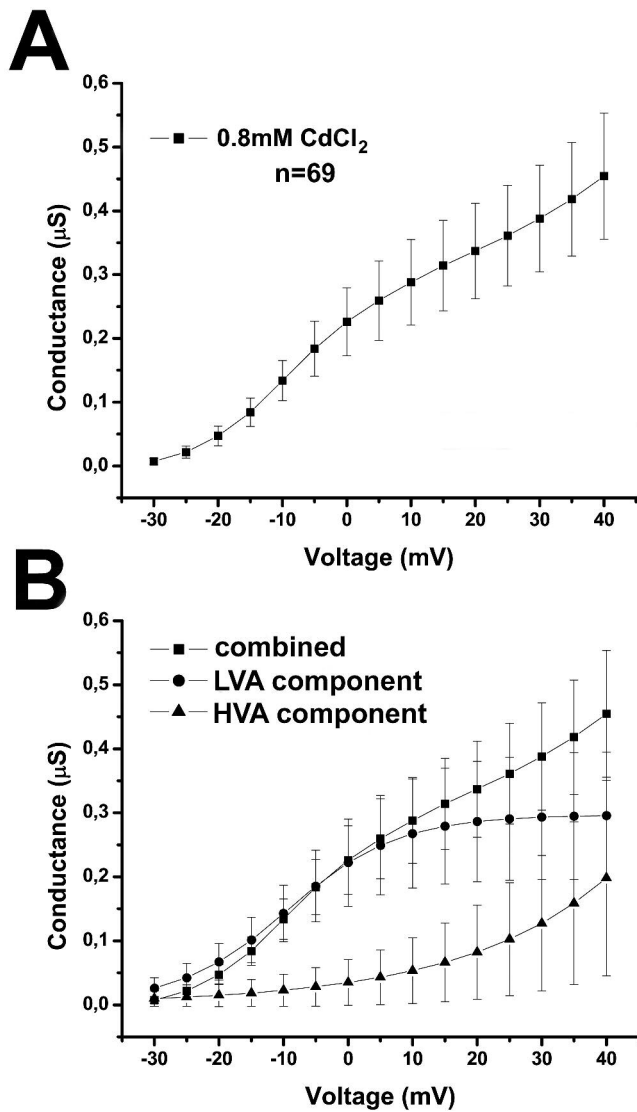 A
0,6
0,5
0,4
0,3
0,2
0,1
0,0
Conductance (µS)
0.8mM CdCl₂
n=69
-30 -20 -10 0 10 20 30 40
Voltage (mV)
B
0,6
0,5
0,4
0,3
0,2
0,1
0,0
Conductance (µS)
combined
LVA component
HVA component
-30 -20 -10 0 10 20 30 40
Voltage (mV)